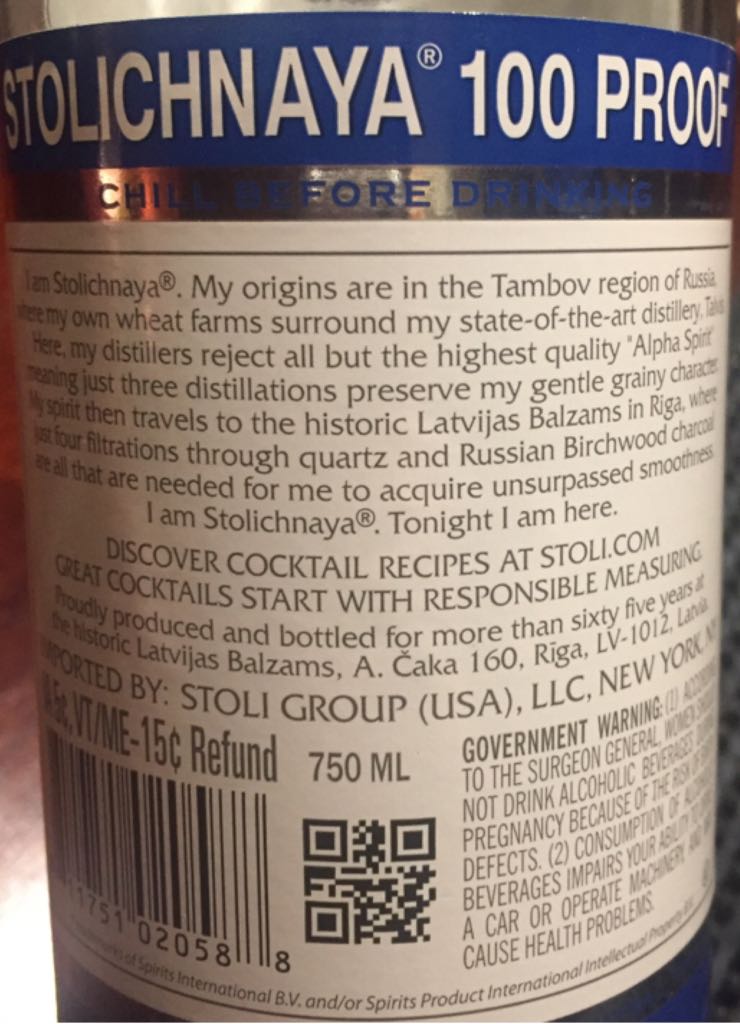 STOLICHNAYA® 100 PROOF
CHILL BEFORE DRINKING
I am Stolichnaya®. My origins are in the Tambov region of Russia,
where my own wheat farms surround my state-of-the-art distillery,
Here, my distillers reject all but the highest quality "Alpha Spirit"
meaning just three distillations preserve my gentle grainy character.
My spirit then travels to the historic Latvijas Balzams in Riga, where
just four filtrations through quartz and Russian Birchwood charcoal
are all that are needed for me to acquire unsurpassed smoothness.
I am Stolichnaya®. Tonight I am here.
DISCOVER COCKTAIL RECIPES AT STOLI.COM
GREAT COCKTAILS START WITH RESPONSIBLE MEASURING.
Proudly produced and bottled for more than sixty five years at
the historic Latvijas Balzams, A. Čaka 160, Rīga, LV-1012, Latvia.
IMPORTED BY: STOLI GROUP (USA), LLC, NEW YORK,
5¢, VT/ME-15¢ Refund
750 ML
GOVERNMENT WARNING: (1)
TO THE SURGEON GENERAL, WOMEN
NOT DRINK ALCOHOLIC BEVERAGES
PREGNANCY BECAUSE OF THE RISK OF
DEFECTS. (2) CONSUMPTION OF
BEVERAGES IMPAIRS YOUR ABILITY
A CAR OR OPERATE MACHINERY, AND
CAUSE HEALTH PROBLEMS.
1751 02058 8
of Spirits International B.V. and/or Spirits Product International Intellectual Property